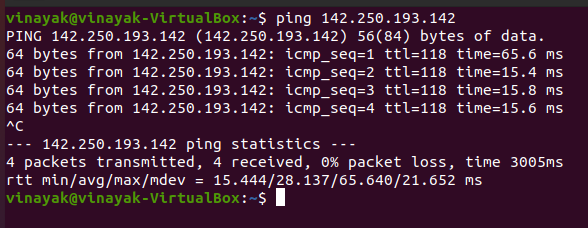 vinayak@vinayak-VirtualBox:~$ ping 142.250.193.142
PING 142.250.193.142 (142.250.193.142) 56(84) bytes of data.
64 bytes from 142.250.193.142: icmp_seq=1 ttl=118 time=65.6 ms
64 bytes from 142.250.193.142: icmp_seq=2 ttl=118 time=15.4 ms
64 bytes from 142.250.193.142: icmp_seq=3 ttl=118 time=15.8 ms
64 bytes from 142.250.193.142: icmp_seq=4 ttl=118 time=15.6 ms
^C
--- 142.250.193.142 ping statistics ---
4 packets transmitted, 4 received, 0% packet loss, time 3005ms
rtt min/avg/max/mdev = 15.444/28.137/65.640/21.652 ms
vinayak@vinayak-VirtualBox:~$